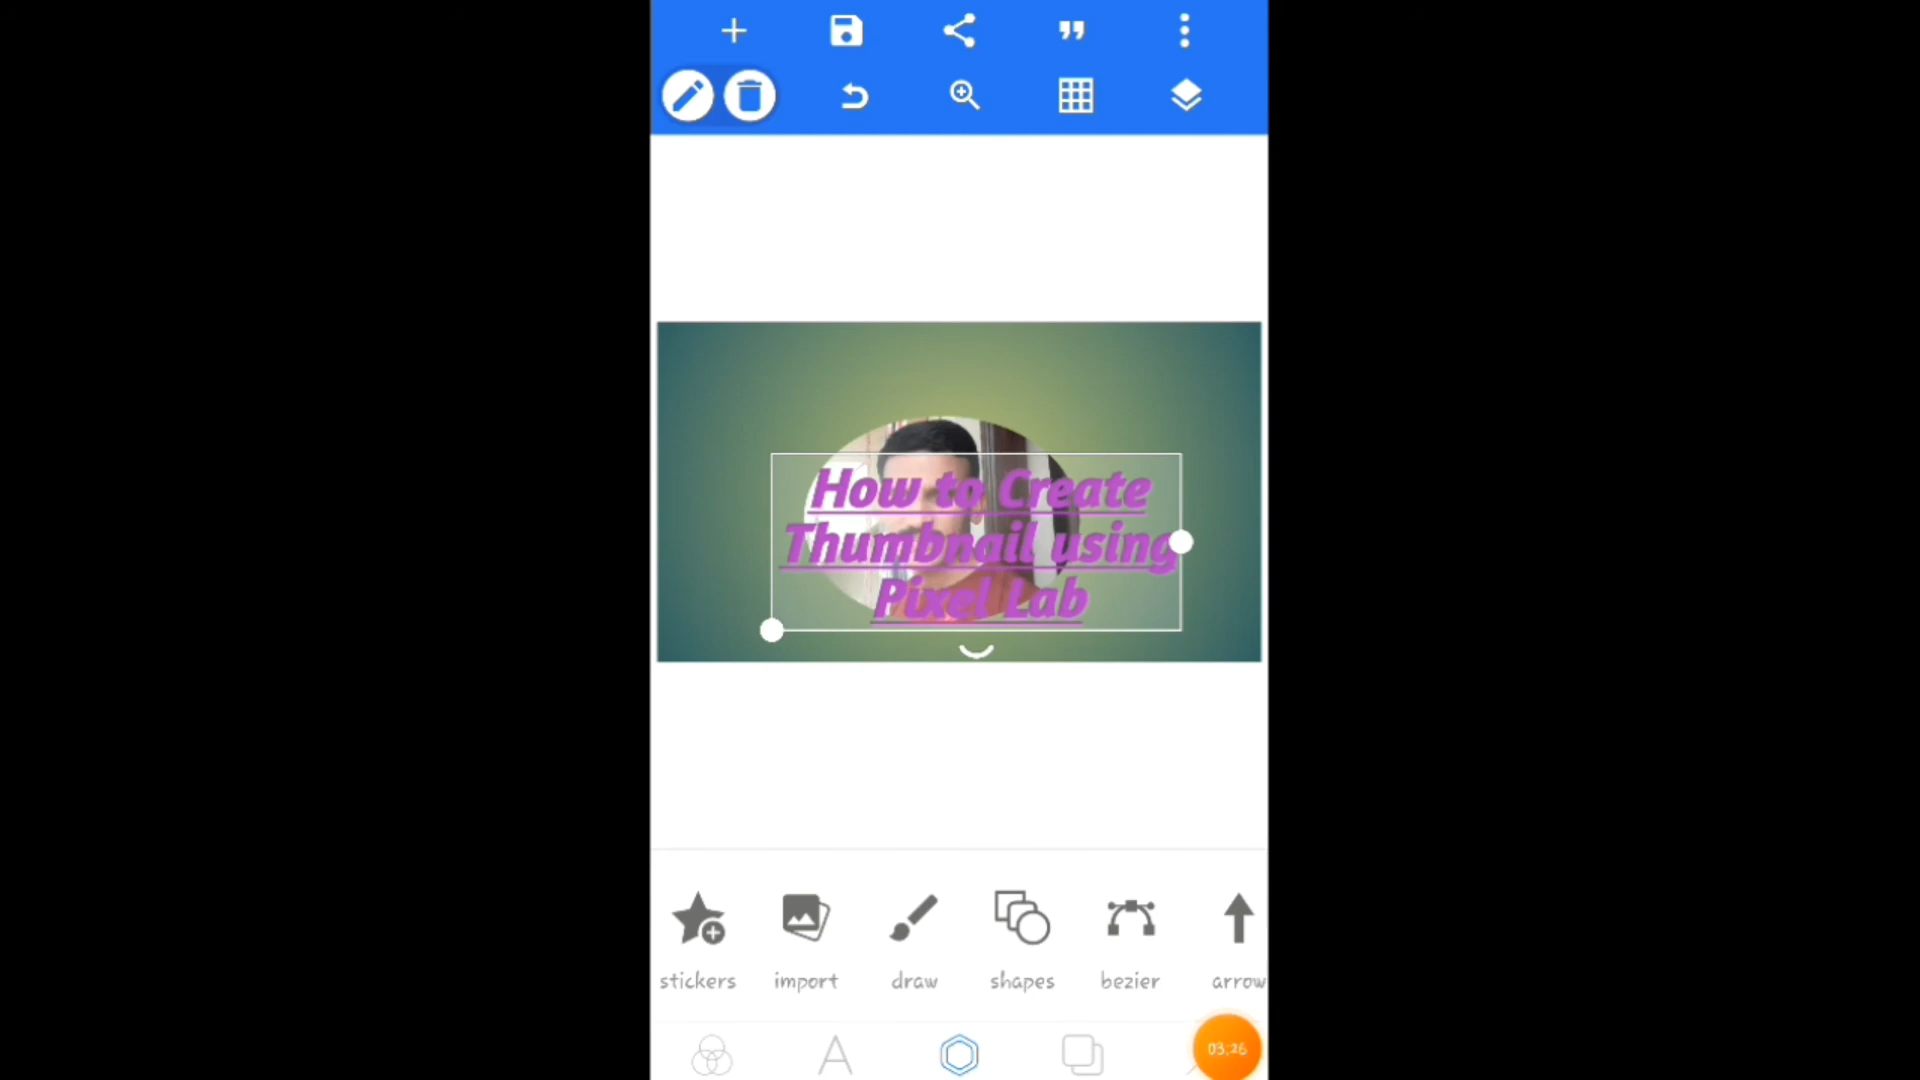 How to Create
Thumbnail using
Pixel Lab
stickers
import
draw
shapes
bezier
arrow
03:26